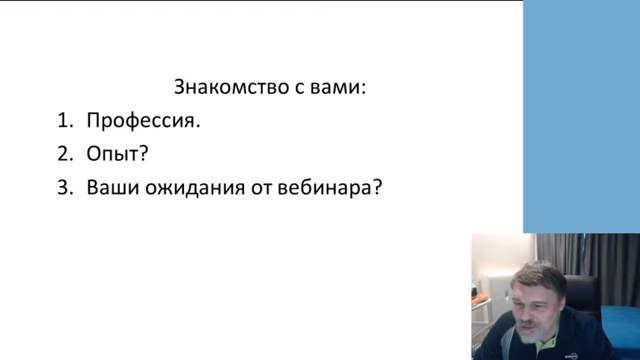 Знакомство с вами:
1. Профессия.
2. Опыт?
3. Ваши ожидания от вебинара?